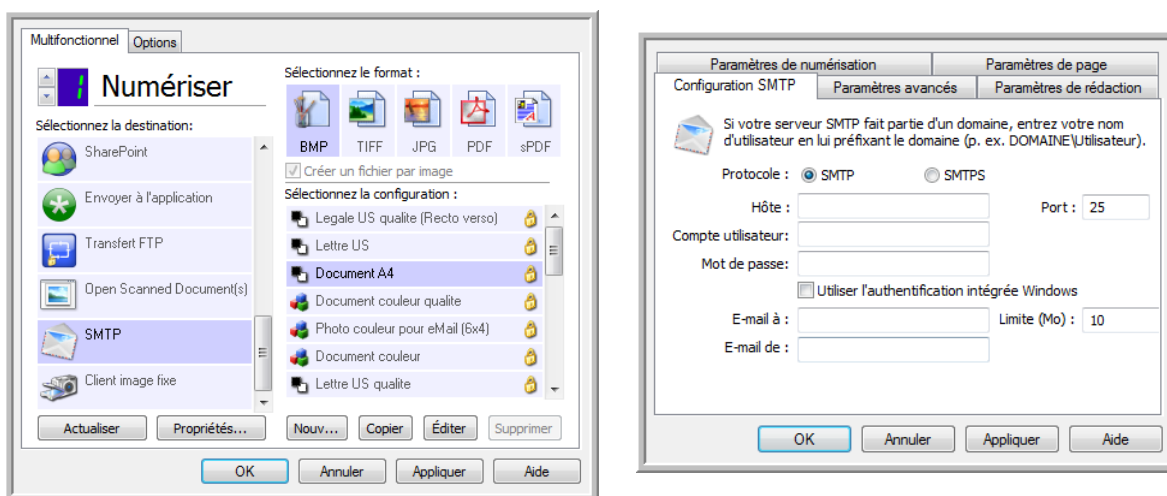 Multifonctionnel Options
1 Numériser
Sélectionnez la destination:
SharePoint
Envoyer à l'application
Transfert FTP
Open Scanned Document(s)
SMTP
Client image fixe
Actualiser Propriétés...
Sélectionnez le format :
BMP TIFF JPG PDF sPDF
Créer un fichier par image
Sélectionnez la configuration :
Legale US qualite (Recto verso)
Lettre US
Document A4
Document couleur qualite
Photo couleur pour eMail (6x4)
Document couleur
Lettre US qualite
Nouv... Copier Éditer Supprimer
OK Annuler Appliquer Aide
Paramètres de numérisation Paramètres de page
Configuration SMTP Paramètres avancés Paramètres de rédaction
Si votre serveur SMTP fait partie d'un domaine, entrez votre nom
d'utilisateur en lui préfixant le domaine (p. ex. DOMAINE\Utilisateur).
Protocole : SMTP SMTPS
Hôte : Port : 25
Compte utilisateur:
Mot de passe:
Utiliser l'authentification intégrée Windows
E-mail à : Limite (Mo) : 10
E-mail de :
OK Annuler Appliquer Aide